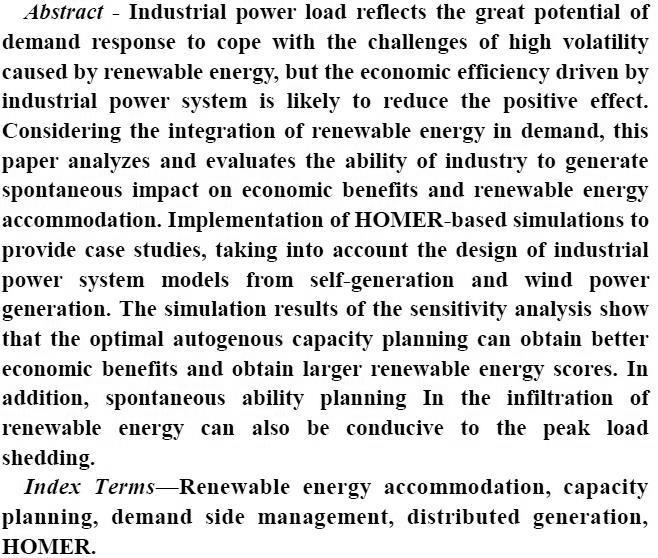 Abstract - Industrial power load reflects the great potential of
demand response to cope with the challenges of high volatility
caused by renewable energy, but the economic efficiency driven by
industrial power system is likely to reduce the positive effect.
Considering the integration of renewable energy in demand, this
paper analyzes and evaluates the ability of industry to generate
spontaneous impact on economic benefits and renewable energy
accommodation. Implementation of HOMER-based simulations to
provide case studies, taking into account the design of industrial
power system models from self-generation and wind power
generation. The simulation results of the sensitivity analysis show
that the optimal autogenous capacity planning can obtain better
economic benefits and obtain larger renewable energy scores. In
addition, spontaneous ability planning In the infiltration of
renewable energy can also be conducive to the peak load
shedding.
Index Terms—Renewable energy accommodation, capacity
planning, demand side management, distributed generation,
HOMER.